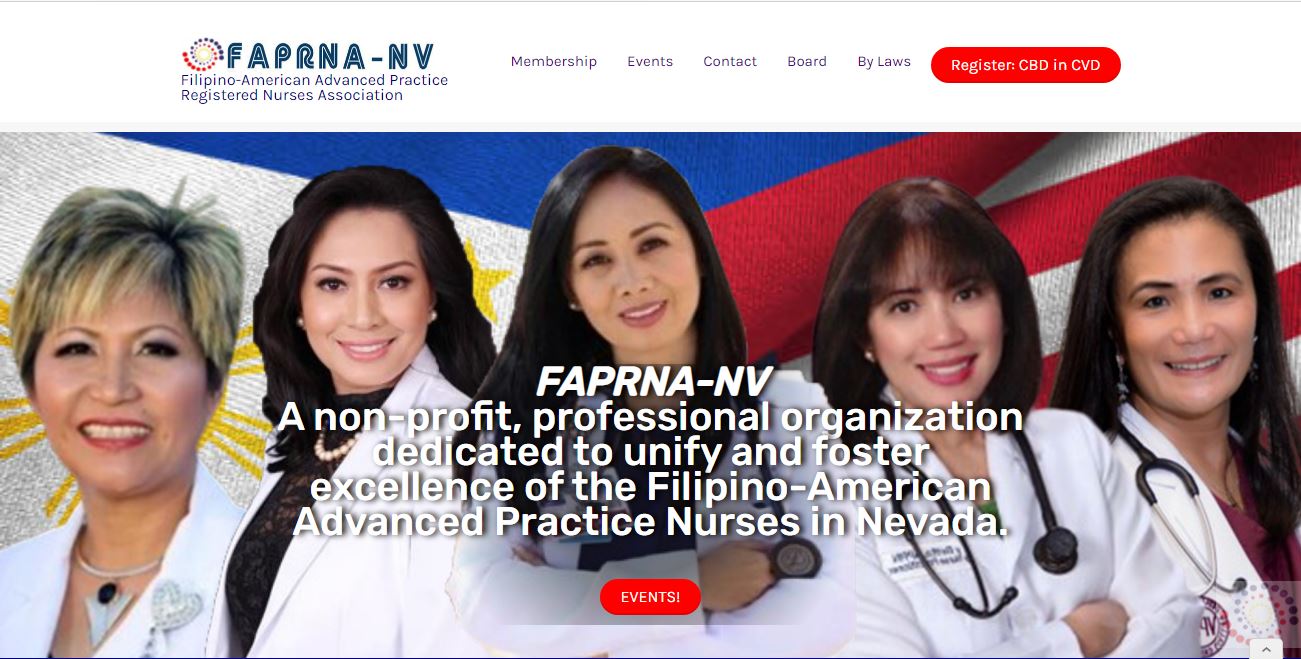 FAPRNA-NV
Filipino-American Advanced Practice
Registered Nurses Association
Membership
Events
Contact
Board
By Laws
Register: CBD in CVD
FAPRNA-NV
A non-profit, professional organization
dedicated to unify and foster
excellence of the Filipino-American
Advanced Practice Nurses in Nevada.
EVENTS!